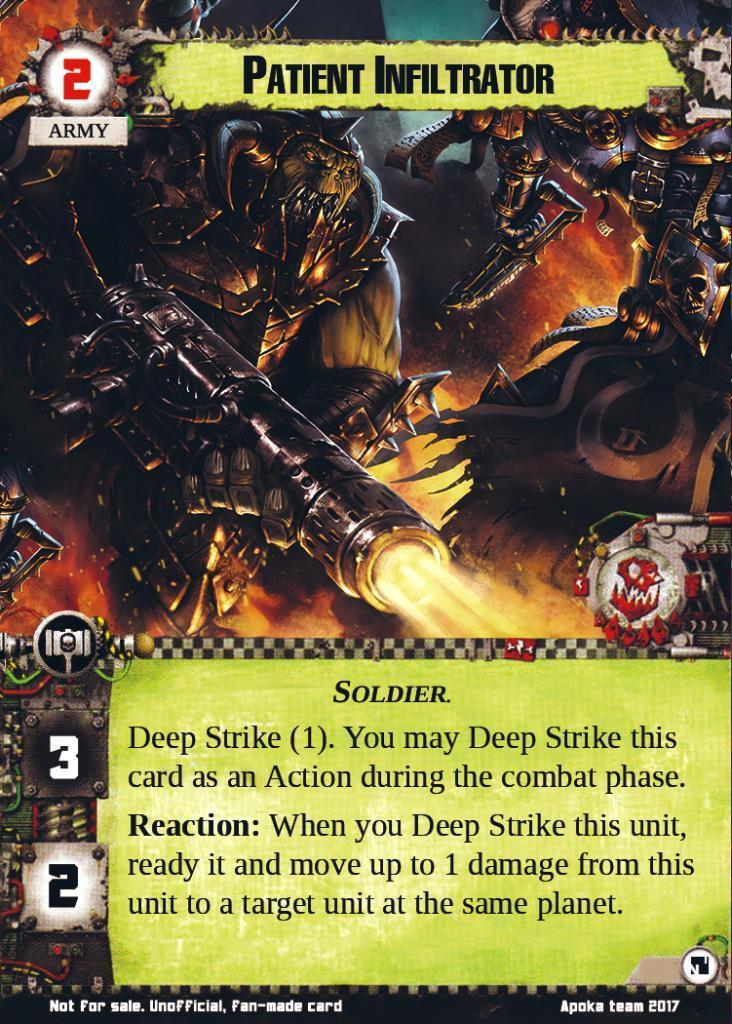 2
PATIENT INFILTRATOR
ARMY
SOLDIER.
3
Deep Strike (1). You may Deep Strike this
card as an Action during the combat phase.
Reaction: When you Deep Strike this unit,
2
ready it and move up to 1 damage from this
unit to a target unit at the same planet.
Not for sale. Unofficial, fan-made card
Apoka team 2017